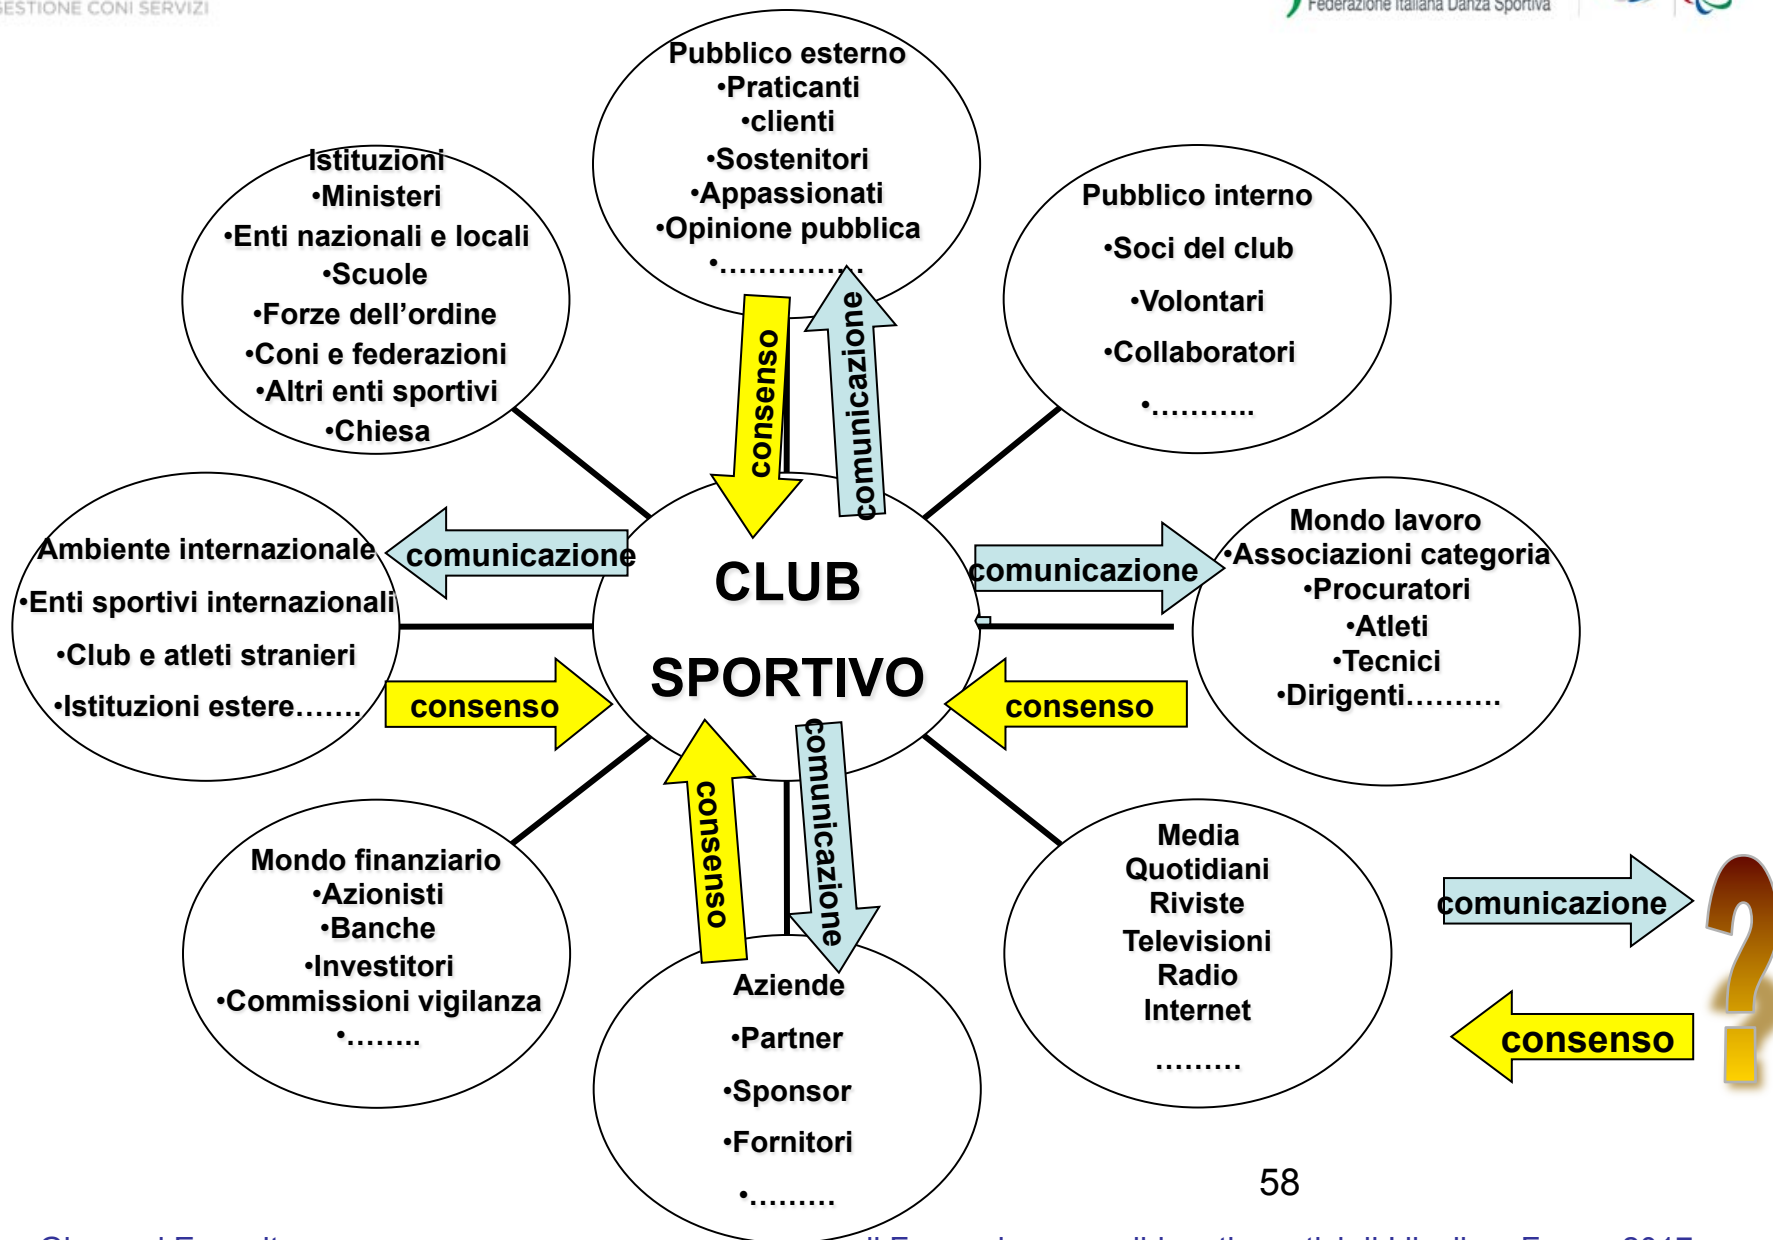 GESTIONE CONI SERVIZI
Federazione Italiana Danza Sportiva
Pubblico esterno
•Praticanti
•clienti
•Sostenitori
•Appassionati
•Opinione pubblica
•……………
Istituzioni
•Ministeri
•Enti nazionali e locali
•Scuole
•Forze dell’ordine
•Coni e federazioni
•Altri enti sportivi
•Chiesa
Pubblico interno
•Soci del club
•Volontari
•Collaboratori
•………..
consenso
comunicazione
Ambiente internazionale
•Enti sportivi internazionali
•Club e atleti stranieri
•Istituzioni estere…….
comunicazione
consenso
CLUB
SPORTIVO
comunicazione
consenso
Mondo lavoro
•Associazioni categoria
•Procuratori
•Atleti
•Tecnici
•Dirigenti……….
consenso
comunicazione
Mondo finanziario
•Azionisti
•Banche
•Investitori
•Commissioni vigilanza
•……..
Aziende
•Partner
•Sponsor
•Fornitori
•………
Media
Quotidiani
Riviste
Televisioni
Radio
Internet
………
comunicazione
consenso
?
58